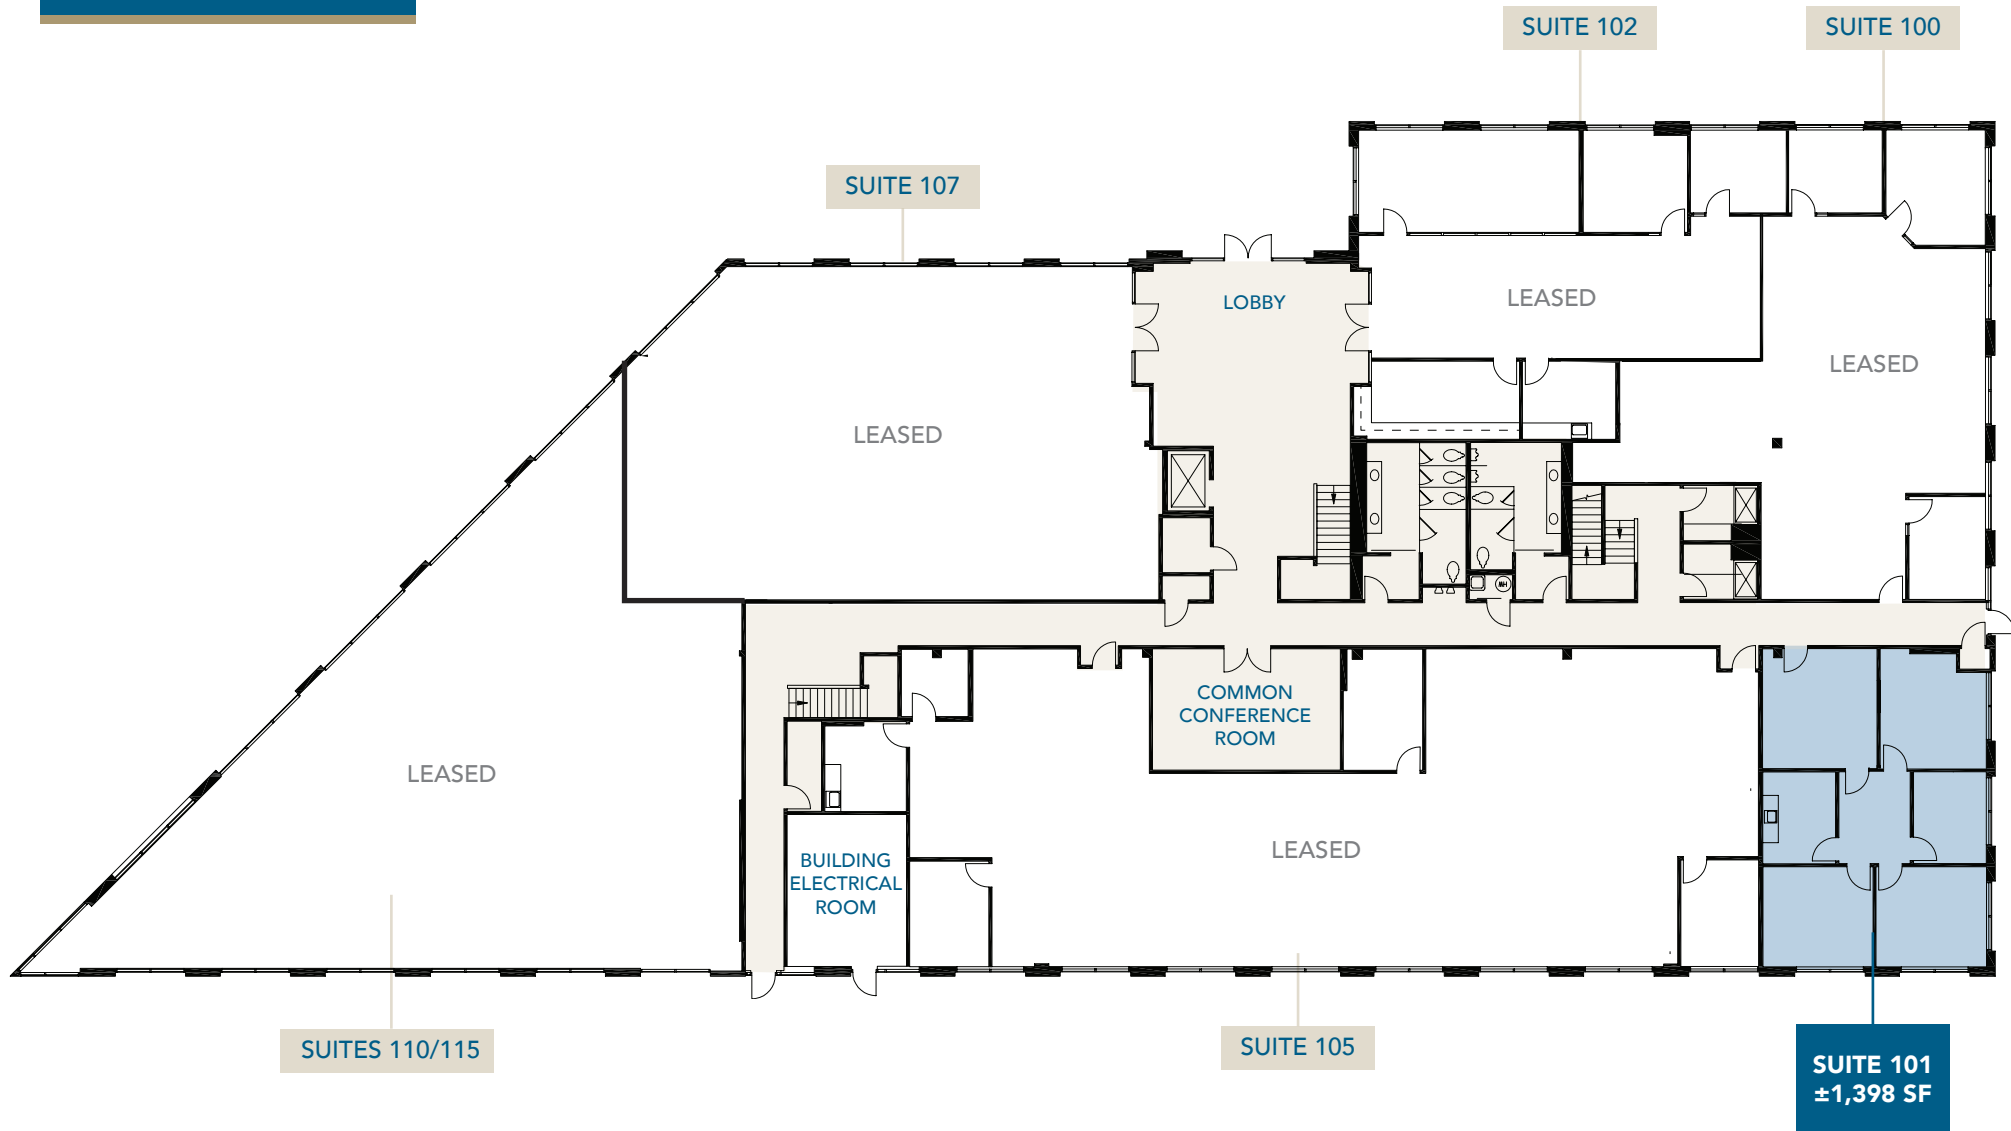 SUITE 102
SUITE 100
SUITE 107
LOBBY
LEASED
LEASED
LEASED
WH
COMMON
CONFERENCE
ROOM
LEASED
BUILDING
ELECTRICAL
ROOM
LEASED
SUITES 110/115
SUITE 105
SUITE 101
±1,398 SF